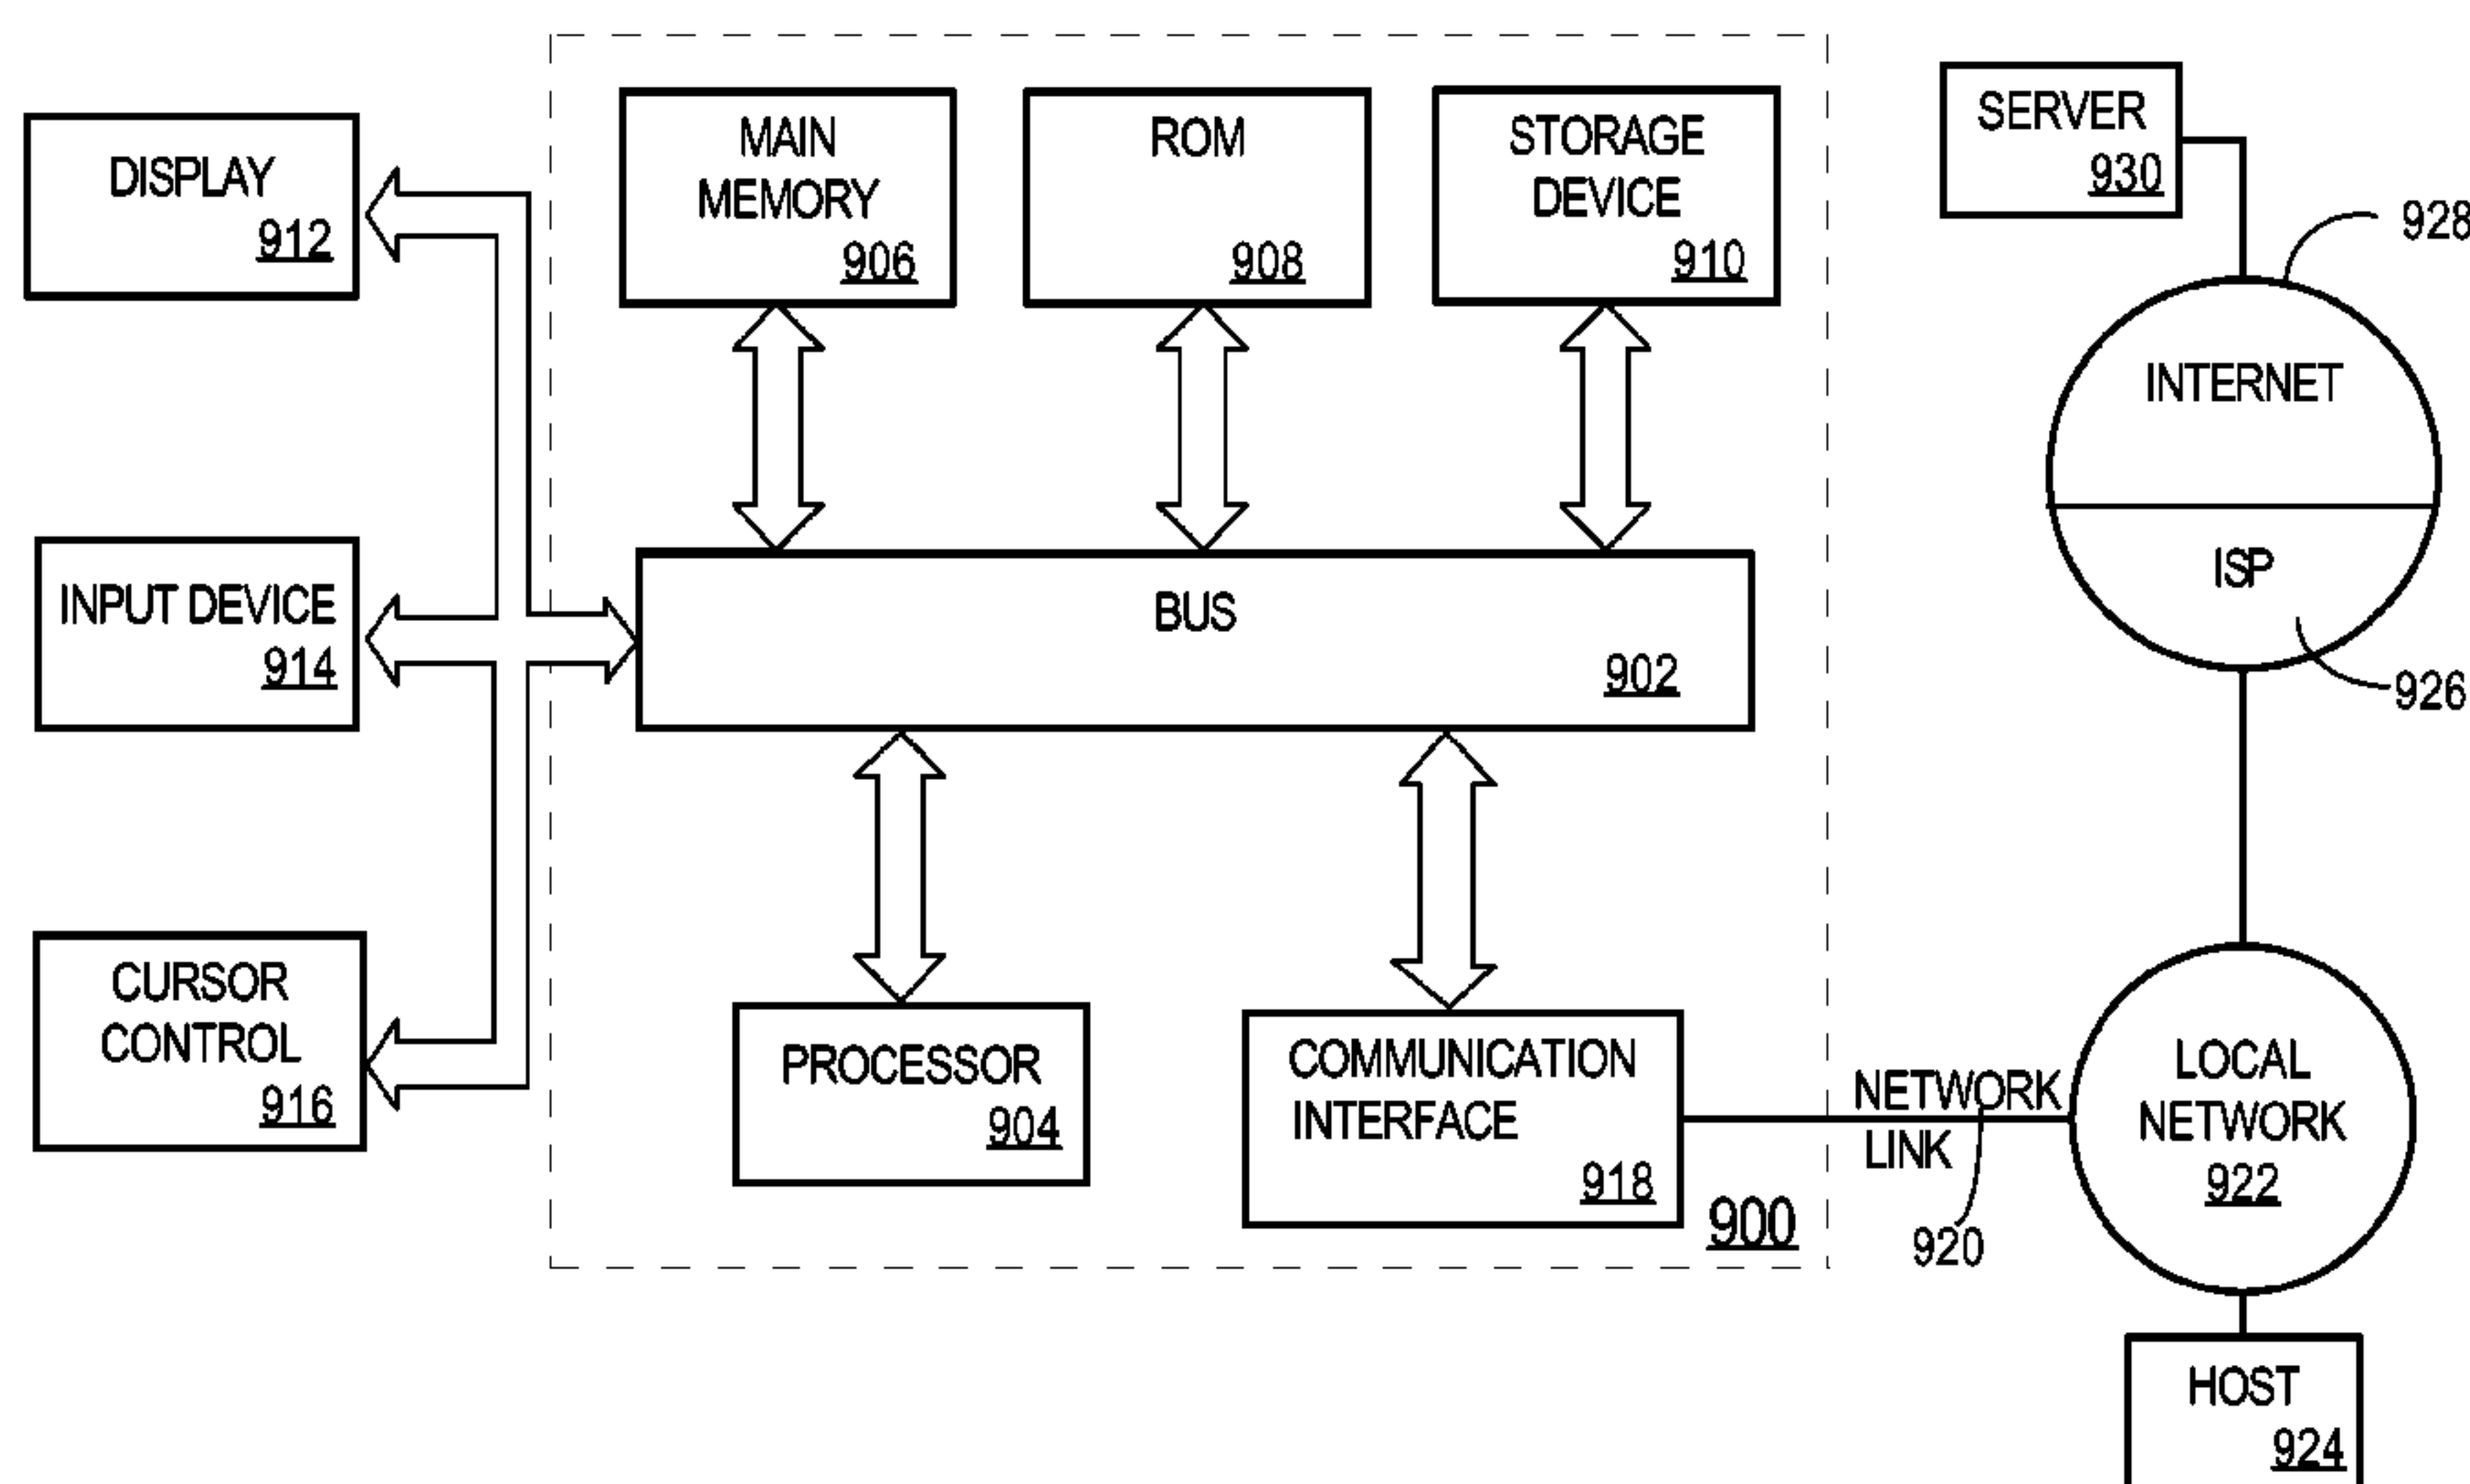 DISPLAY
912
INPUT DEVICE
914
CURSOR
CONTROL
916
MAIN
MEMORY
906
ROM
908
STORAGE
DEVICE
910
BUS
902
PROCESSOR
904
COMMUNICATION
INTERFACE
918
900
NETWORK
LINK
920
SERVER
930
928
INTERNET
ISP
926
LOCAL
NETWORK
922
HOST
924